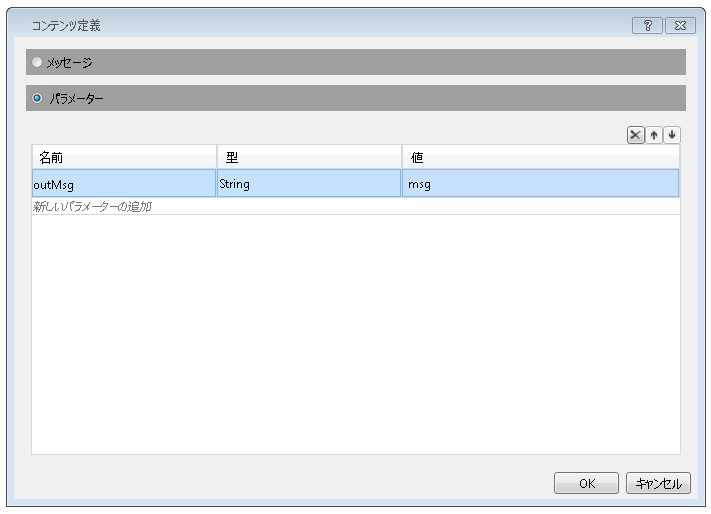 コンテンツ定義
?
メッセージ
パラメーター
名前 型 値
outMsg String msg
新しいパラメーターの追加
OK キャンセル